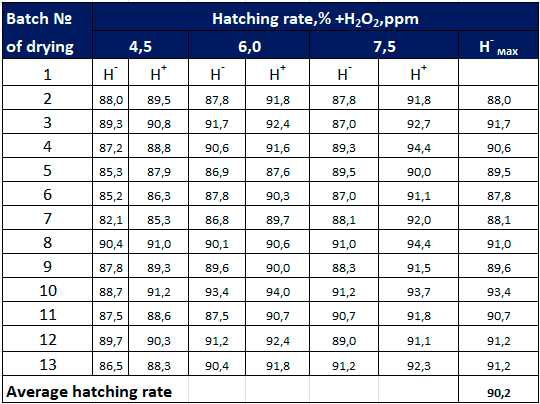 Batch № Hatching rate,% +H₂O₂,ppm
of drying 4,5 6,0 7,5 H⁻мах
1 H⁻ H⁺ H⁻ H⁺ H⁻ H⁺
2 88,0 89,5 87,8 91,8 87,8 91,8 88,0
3 89,3 90,8 91,7 92,4 87,0 92,7 91,7
4 87,2 88,8 90,6 91,6 89,3 94,4 90,6
5 85,3 87,9 86,9 87,6 89,5 90,0 89,5
6 85,2 86,3 87,8 90,3 87,0 91,1 87,8
7 82,1 85,3 86,8 89,7 88,1 92,0 88,1
8 90,4 91,0 90,1 90,6 91,0 94,4 91,0
9 87,8 89,3 89,6 90,0 88,3 91,5 89,6
10 88,7 91,2 93,4 94,0 91,2 93,7 93,4
11 87,5 88,6 87,5 90,7 90,7 91,8 90,7
12 89,7 90,3 91,2 92,4 89,0 91,1 91,2
13 86,5 88,3 90,4 91,8 91,2 92,3 91,2
Average hatching rate 90,2